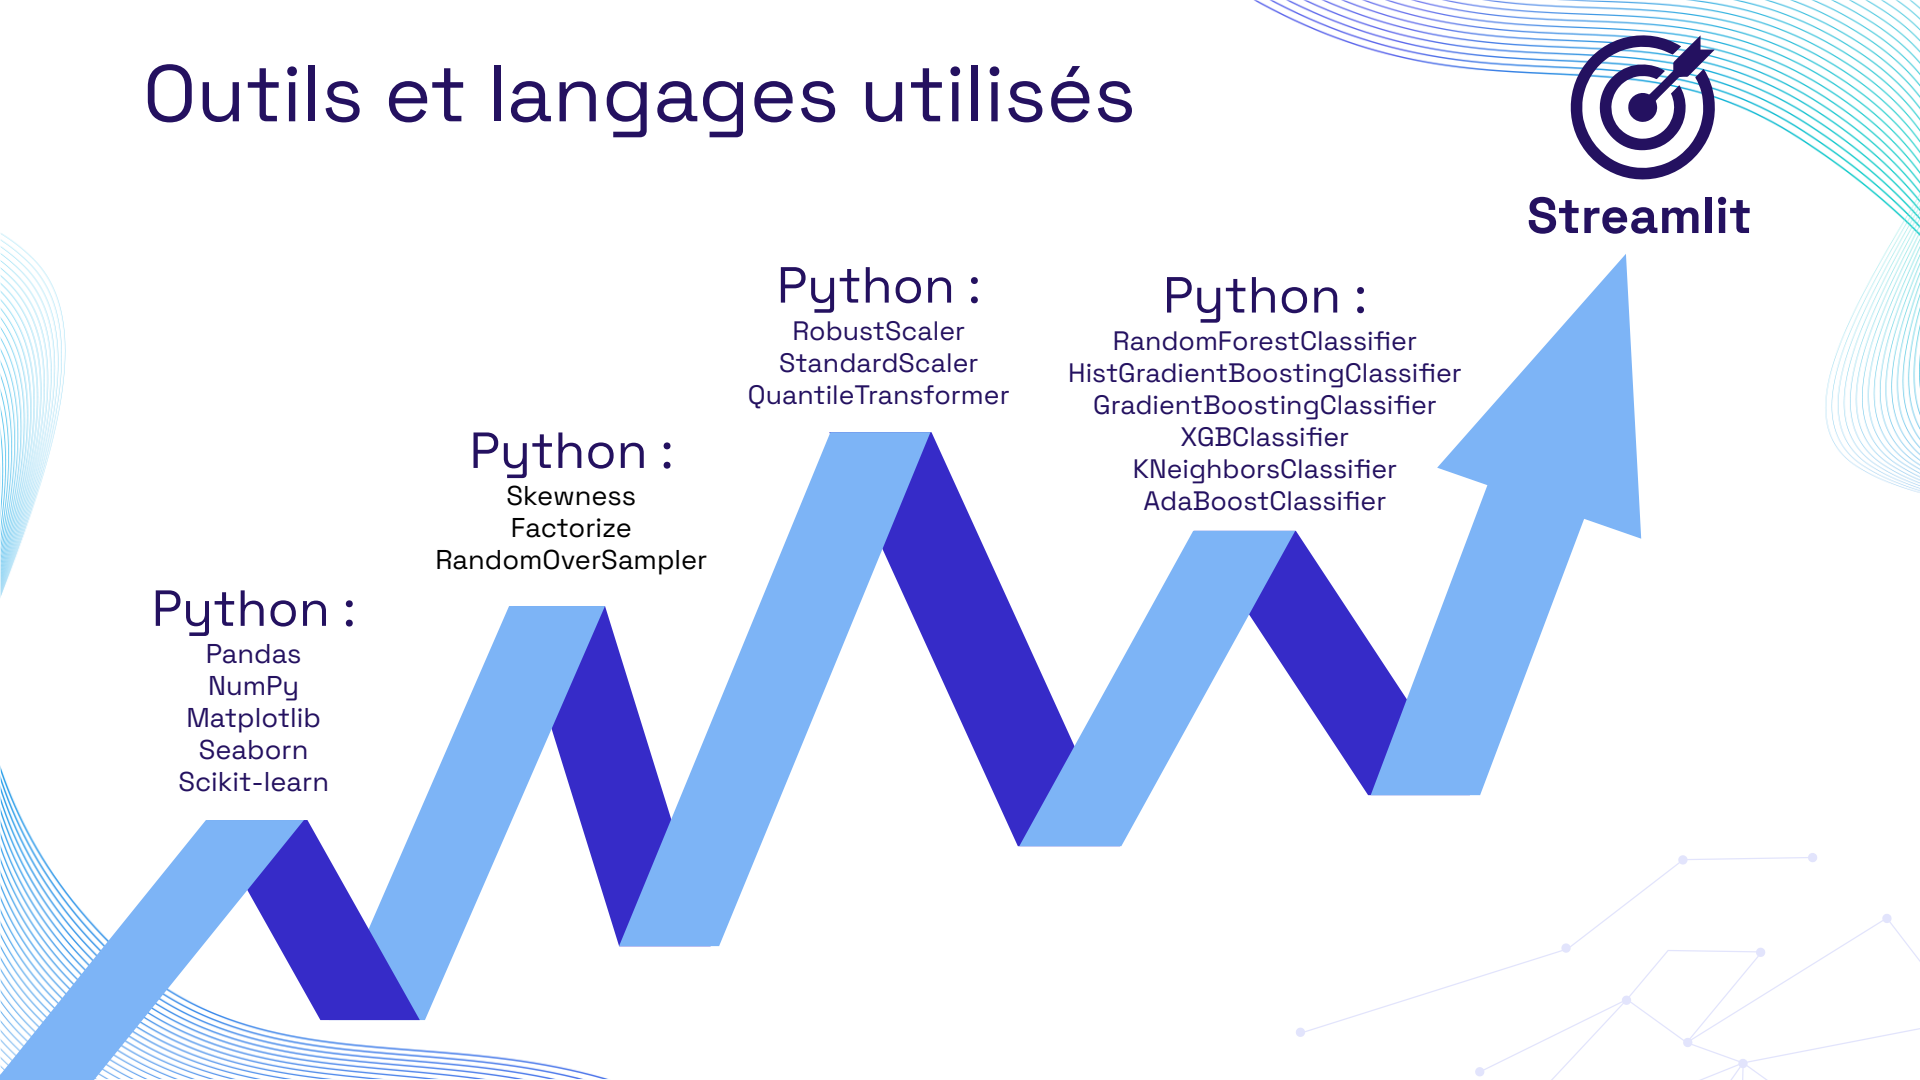 Outils et langages utilisés
Streamlit
Python :
Pandas
NumPy
Matplotlib
Seaborn
Scikit-learn
Python :
Skewness
Factorize
RandomOverSampler
Python :
RobustScaler
StandardScaler
QuantileTransformer
Python :
RandomForestClassifier
HistGradientBoostingClassifier
GradientBoostingClassifier
XGBClassifier
KNeighborsClassifier
AdaBoostClassifier